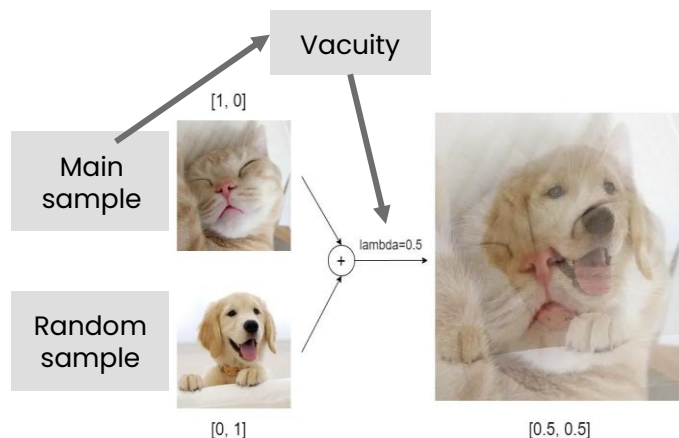 Vacuity
[1, 0]
Main
sample
lambda=0.5
+
Random
sample
[0, 1]
[0.5, 0.5]